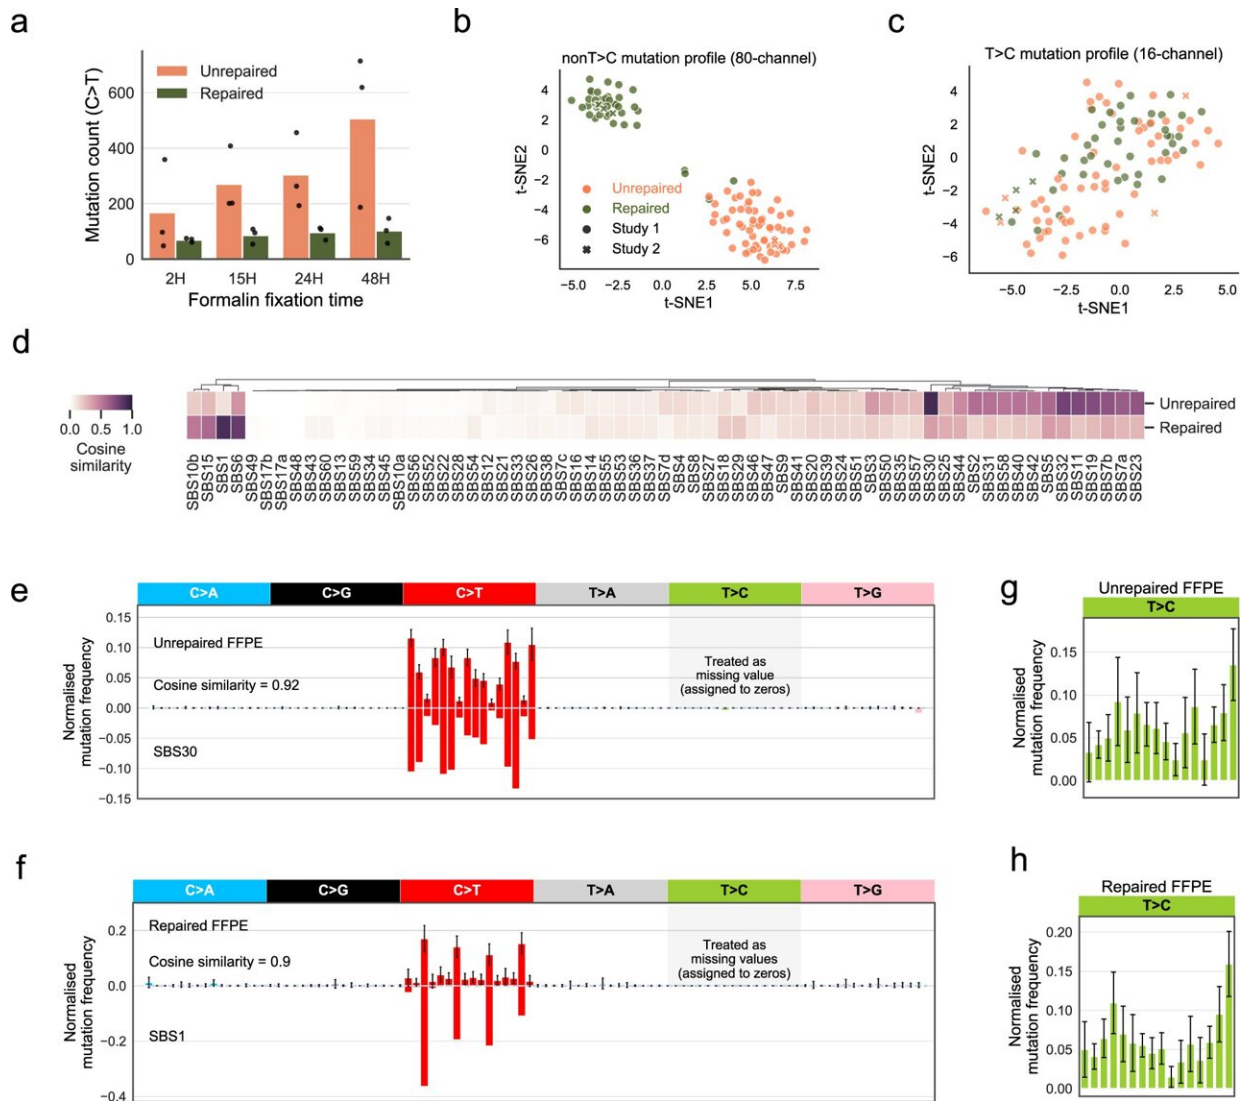 a
Mutation count (C>T)
600
400
200
0
Unrepaired
Repaired
2H 15H 24H 48H
Formalin fixation time
b
nonT>C mutation profile (80-channel)
t-SNE2
4
2
0
−2
−4
−6
Unrepaired
Repaired
Study 1
Study 2
−5.0 −2.5 0.0 2.5 5.0 7.5
t-SNE1
c
T>C mutation profile (16-channel)
t-SNE2
4
2
0
−2
−4
−6
−5.0 −2.5 0.0 2.5 5.0
t-SNE1
d
0.0 0.5 1.0
Cosine
similarity
Unrepaired
Repaired
SBS10b
SBS15
SBS1
SBS6
SBS49
SBS17b
SBS17a
SBS48
SBS43
SBS60
SBS13
SBS59
SBS34
SBS45
SBS10a
SBS56
SBS52
SBS22
SBS28
SBS54
SBS12
SBS21
SBS33
SBS26
SBS38
SBS7c
SBS16
SBS14
SBS55
SBS53
SBS36
SBS37
SBS7d
SBS4
SBS8
SBS27
SBS18
SBS29
SBS46
SBS47
SBS9
SBS41
SBS20
SBS39
SBS24
SBS51
SBS3
SBS50
SBS35
SBS57
SBS30
SBS25
SBS44
SBS2
SBS31
SBS58
SBS40
SBS42
SBS5
SBS32
SBS11
SBS19
SBS7b
SBS7a
SBS23
e
C>A C>G C>T T>A T>C T>G
Normalised
mutation frequency
0.15
0.10
0.05
0.00
−0.05
−0.10
−0.15
Unrepaired FFPE
Cosine similarity = 0.92
SBS30
Treated as
missing value
(assigned to zeros)
g
Unrepaired FFPE
T>C
Normalised
mutation frequency
0.15
0.10
0.05
0.00
f
C>A C>G C>T T>A T>C T>G
Normalised
mutation frequency
0.2
0.0
−0.2
−0.4
Repaired FFPE
Cosine similarity = 0.9
SBS1
Treated as
missing values
(assigned to zeros)
h
Repaired FFPE
T>C
Normalised
mutation frequency
0.20
0.15
0.10
0.05
0.00